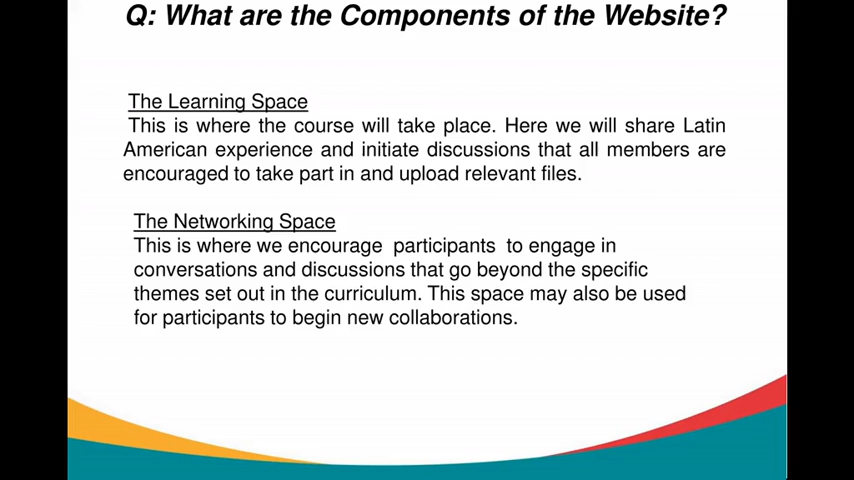 Q: What are the Components of the Website?
The Learning Space
This is where the course will take place. Here we will share Latin
American experience and initiate discussions that all members are
encouraged to take part in and upload relevant files.
The Networking Space
This is where we encourage participants to engage in
conversations and discussions that go beyond the specific
themes set out in the curriculum. This space may also be used
for participants to begin new collaborations.